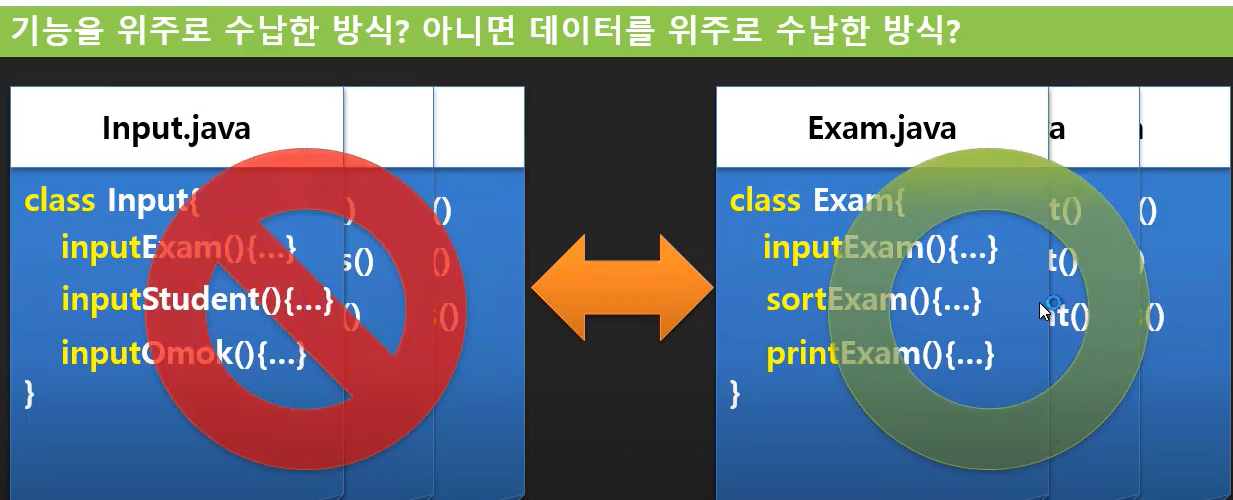 기능을 위주로 수납한 방식? 아니면 데이터를 위주로 수납한 방식?
Input.java
class Input{
inputExam(){...}
inputStudent(){...}
inputOmok(){...}
}
Exam.java
class Exam{
inputExam(){...}
sortExam(){...}
printExam(){...}
}